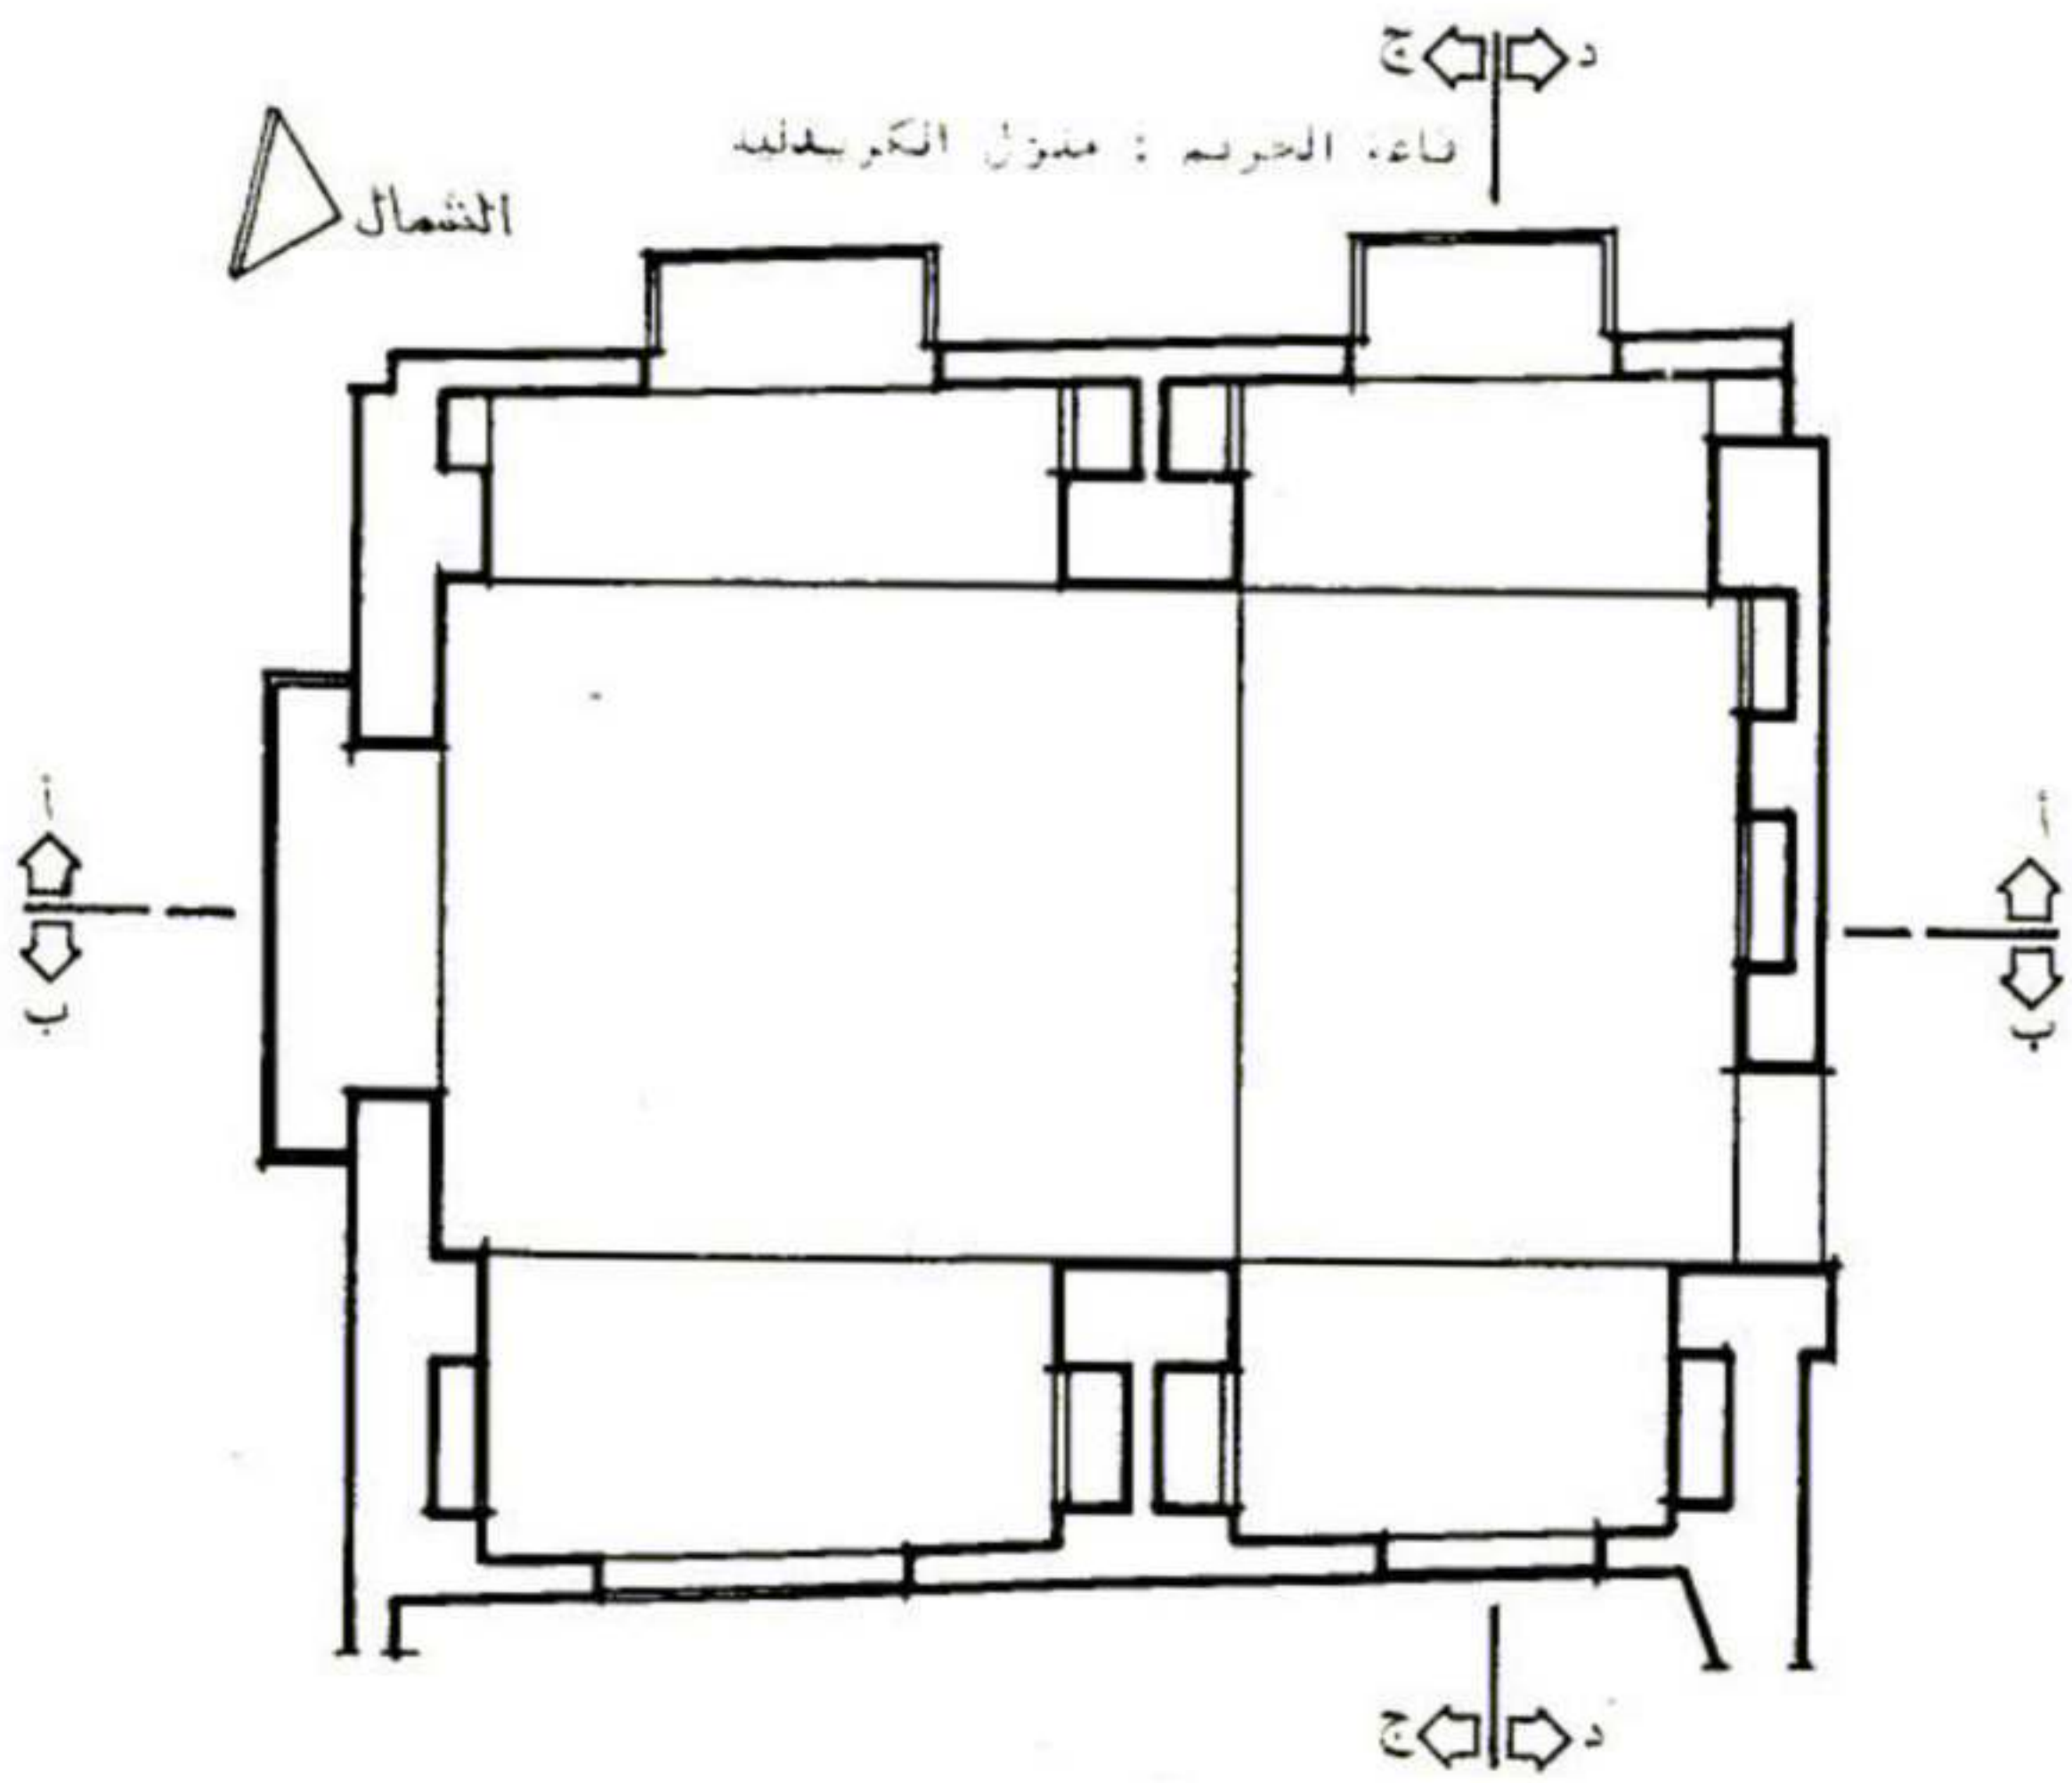 ج د
قاعة الحريم : منزل الكريدلية
الشمال
أ أ
ب ب
ج د